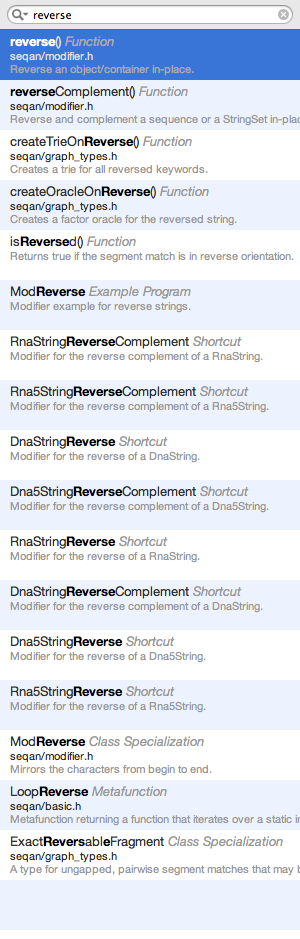 reverse
reverse() Function
seqan/modifier.h
Reverse an object/container in-place.
reverseComplement() Function
seqan/modifier.h
Reverse and complement a sequence or a StringSet in-plac
createTrieOnReverse() Function
seqan/graph_types.h
Creates a trie for all reversed keywords.
createOracleOnReverse() Function
seqan/graph_types.h
Creates a factor oracle for the reversed string.
isReversed() Function
Returns true if the segment match is in reverse orientation.
ModReverse Example Program
Modifier example for reverse strings.
RnaStringReverseComplement Shortcut
Modifier for the reverse complement of a RnaString.
Rna5StringReverseComplement Shortcut
Modifier for the reverse complement of a Rna5String.
DnaStringReverse Shortcut
Modifier for the reverse of a DnaString.
Dna5StringReverseComplement Shortcut
Modifier for the reverse complement of a Dna5String.
RnaStringReverse Shortcut
Modifier for the reverse of a RnaString.
DnaStringReverseComplement Shortcut
Modifier for the reverse complement of a DnaString.
Dna5StringReverse Shortcut
Modifier for the reverse of a Dna5String.
Rna5StringReverse Shortcut
Modifier for the reverse of a Rna5String.
ModReverse Class Specialization
seqan/modifier.h
Mirrors the characters from begin to end.
LoopReverse Metafunction
seqan/basic.h
Metafunction returning a function that iterates over a static in
ExactReversableFragment Class Specialization
seqan/graph_types.h
A type for ungapped, pairwise segment matches that may b